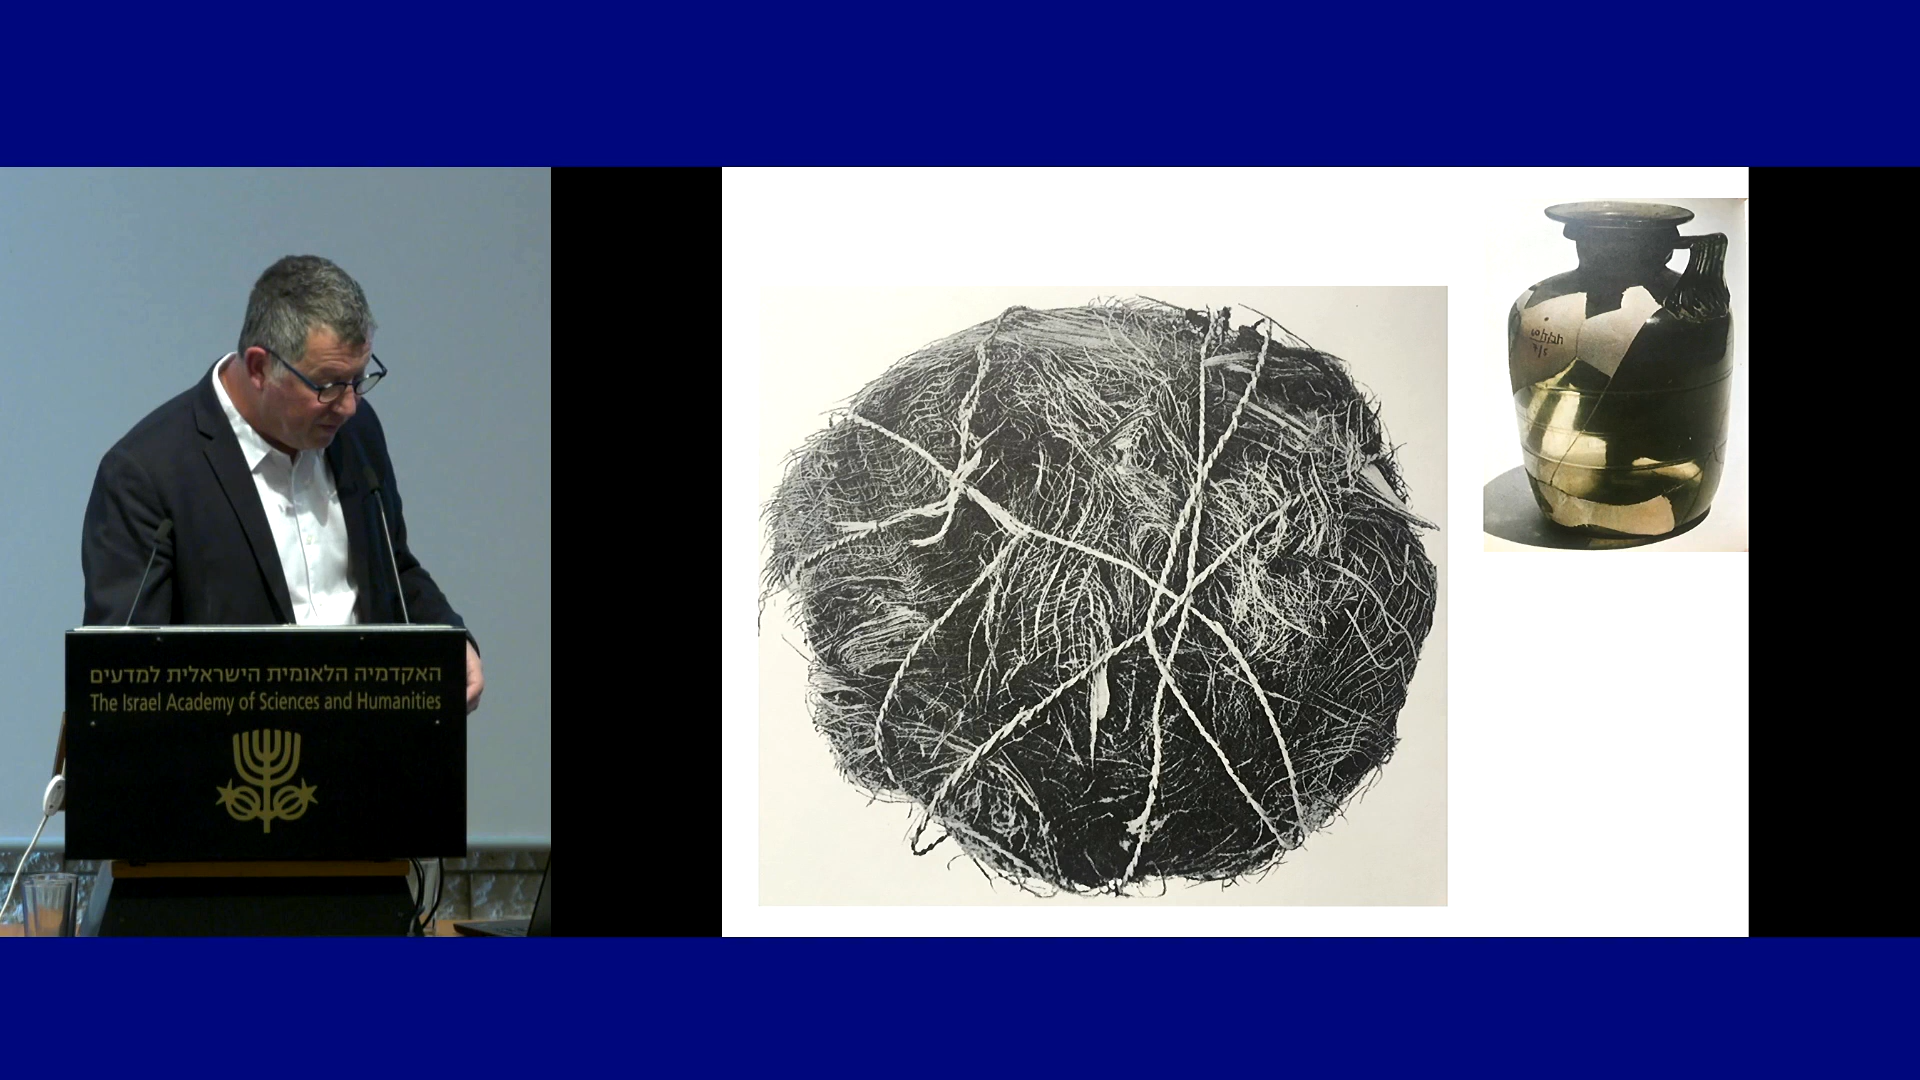 האקדמיה הלאומית הישראלית למדעים
The Israel Academy of Sciences and Humanities